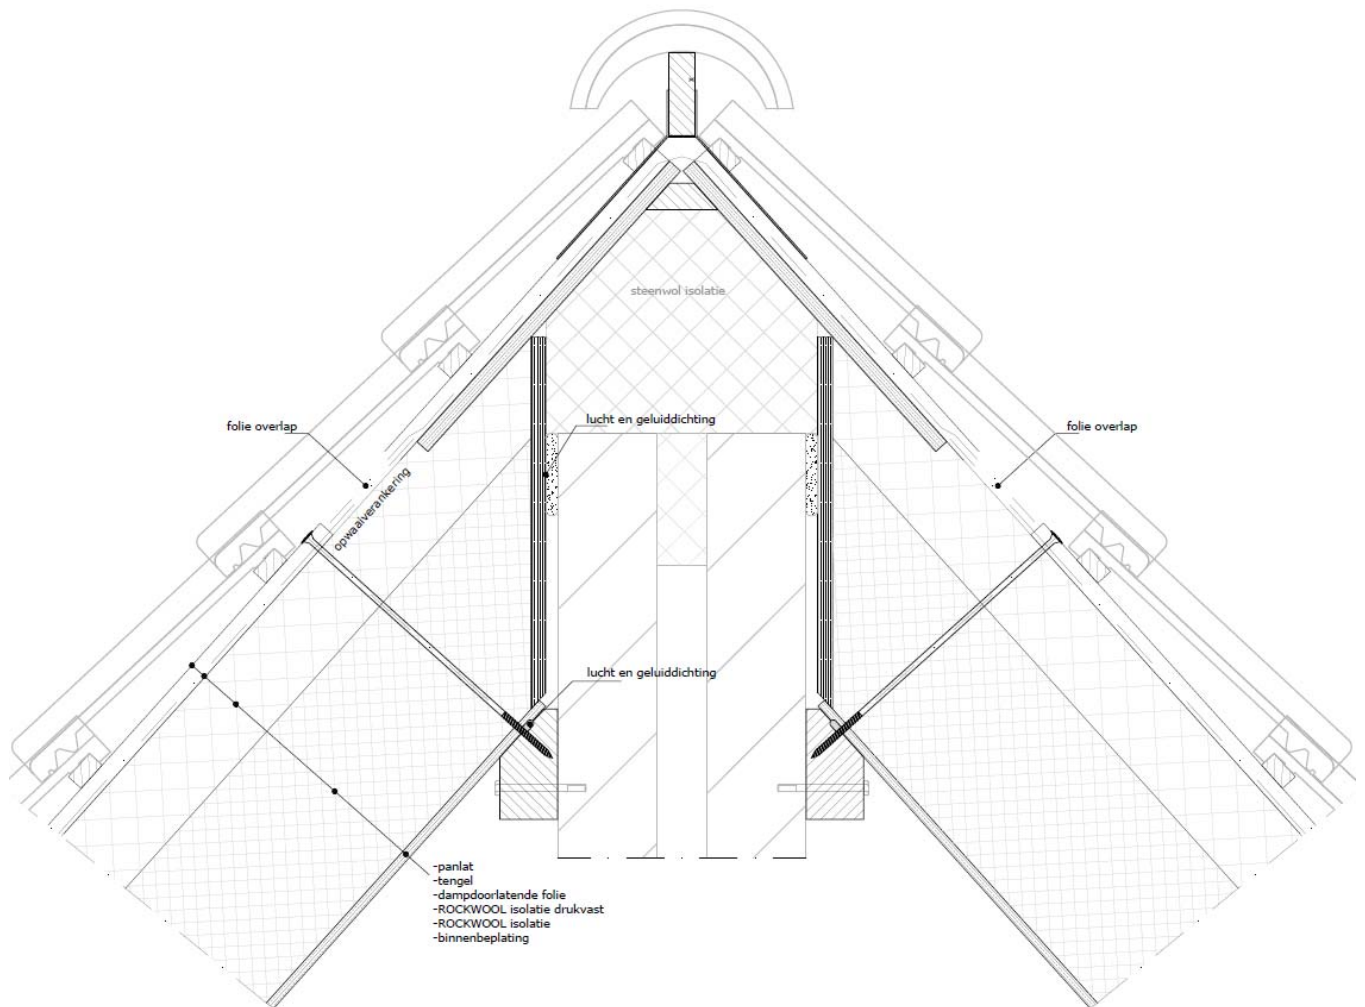 steenwol isolatie
folie overlap
lucht en geluiddichting
folie overlap
opwaaiverankering
lucht en geluiddichting
-panlat
-tengel
-dampdoorlatende folie
-ROCKWOOL isolatie drukvast
-ROCKWOOL isolatie
-binnenbeplating